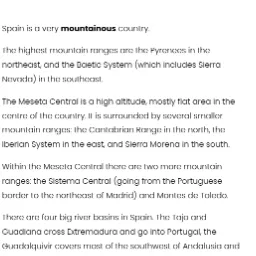 Spain is a very mountainous country.
The highest mountain ranges are the Pyrenees in the
northeast, and the Baetic System (which includes Sierra
Nevada) in the southeast.
The Meseta Central is a high altitude, mostly flat area in the
centre of the country. It is surrounded by several smaller
mountain ranges: the Cantabrian Range in the north, the
Iberian System in the east, and Sierra Morena in the south.
Within the Meseta Central there are two more mountain
ranges: the Sistema Central (going from the Portuguese
border to the northeast of Madrid) and Montes de Toledo.
There are four big river basins in Spain. The Tajo and
Guadiana cross Extremadura and go into Portugal, the
Guadalquivir covers most of the southwest of Andalusia and